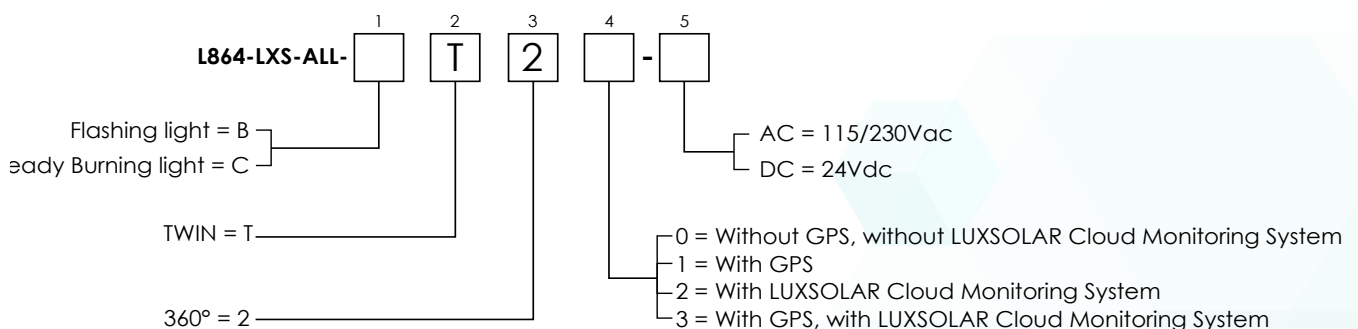 1 2 3 4 5
L864-LXS-ALL- T 2 -
Flashing light = B
Burning light = C
AC = 115/230Vac
DC = 24Vdc
TWIN = T
0 = Without GPS, without LUXSOLAR Cloud Monitoring System
1 = With GPS
2 = With LUXSOLAR Cloud Monitoring System
360° = 2
3 = With GPS, with LUXSOLAR Cloud Monitoring System